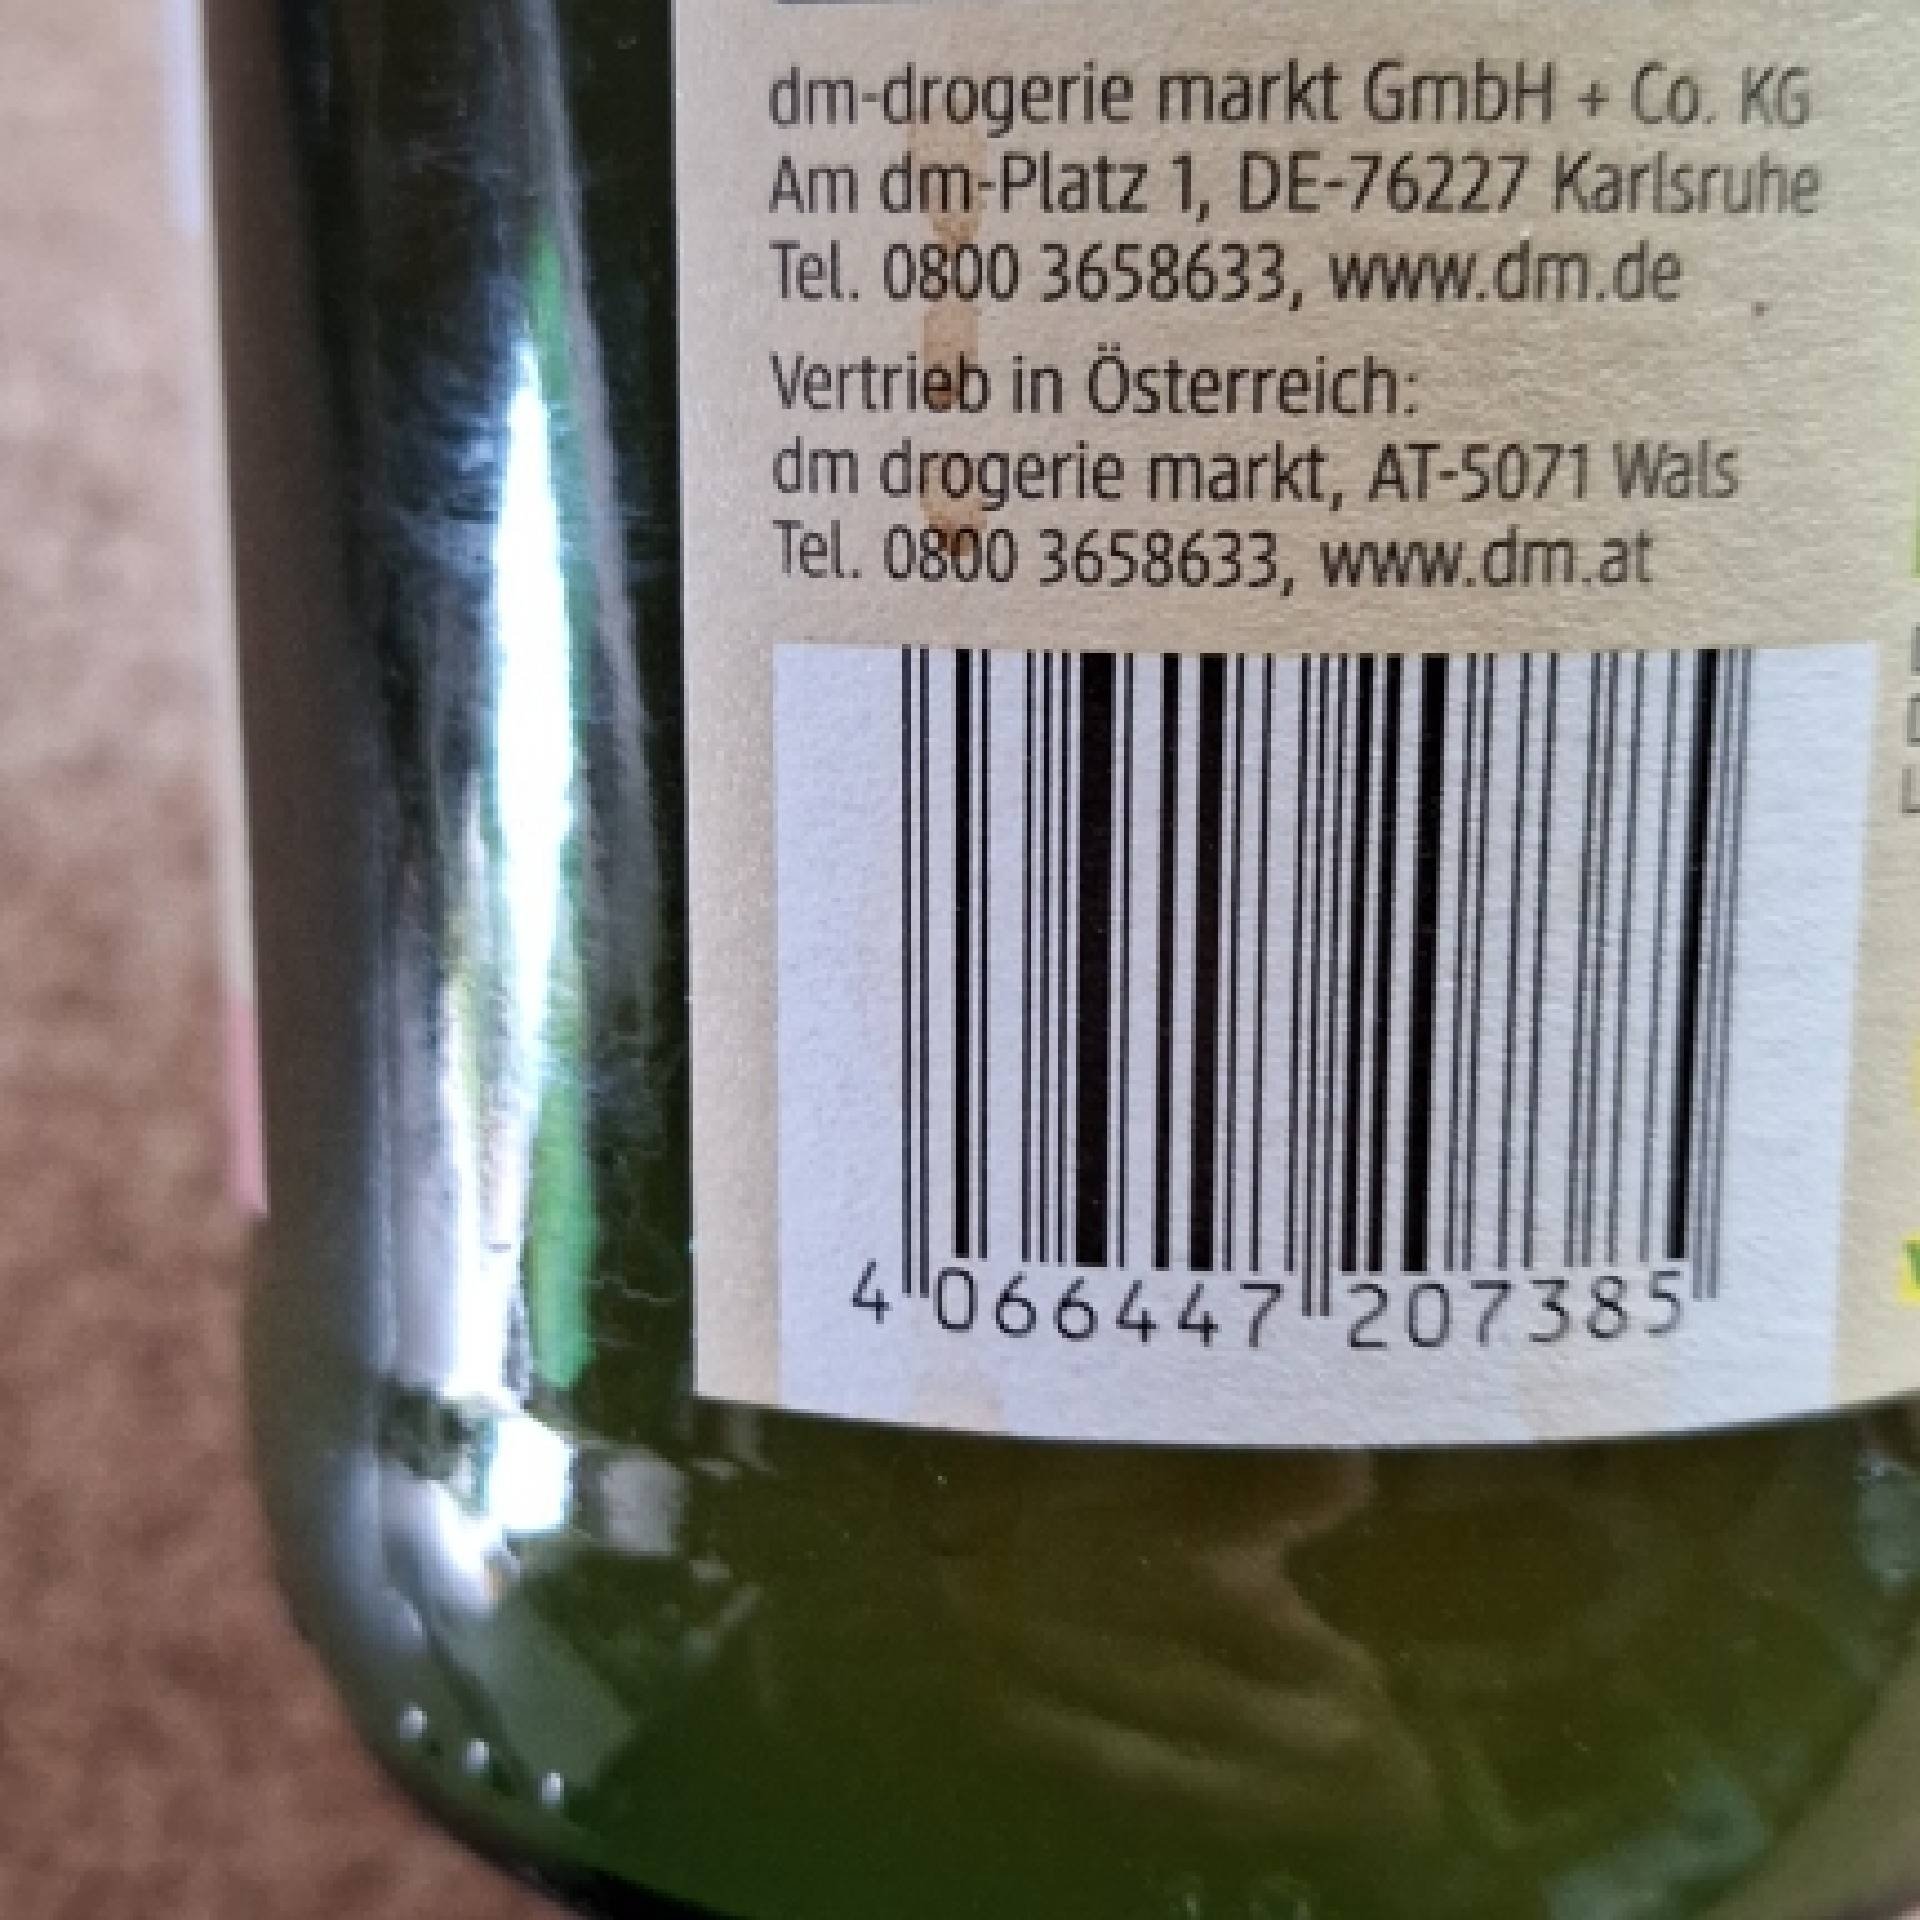 dm-drogerie markt GmbH + Co. KG
Am dm-Platz 1, DE-76227 Karlsruhe
Tel. 0800 3658633, www.dm.de
Vertrieb in Österreich:
dm drogerie markt, AT-5071 Wals
Tel. 0800 3658633, www.dm.at
4 066447 207385